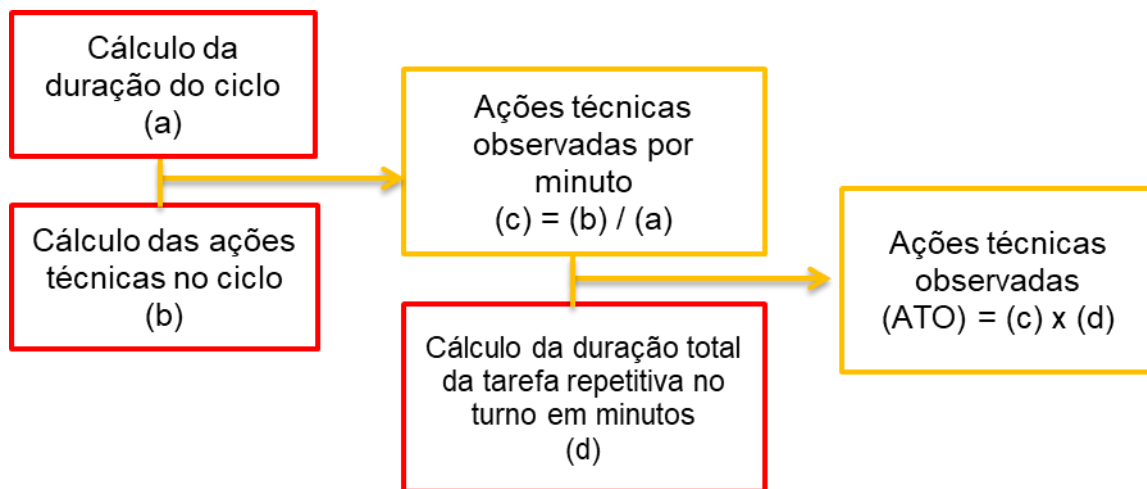 Cálculo da
duração do ciclo
(a)
Cálculo das ações
técnicas no ciclo
(b)
Ações técnicas
observadas por
minuto
(c) = (b) / (a)
Cálculo da duração total
da tarefa repetitiva no
turno em minutos
(d)
Ações técnicas
observadas
(ATO) = (c) x (d)